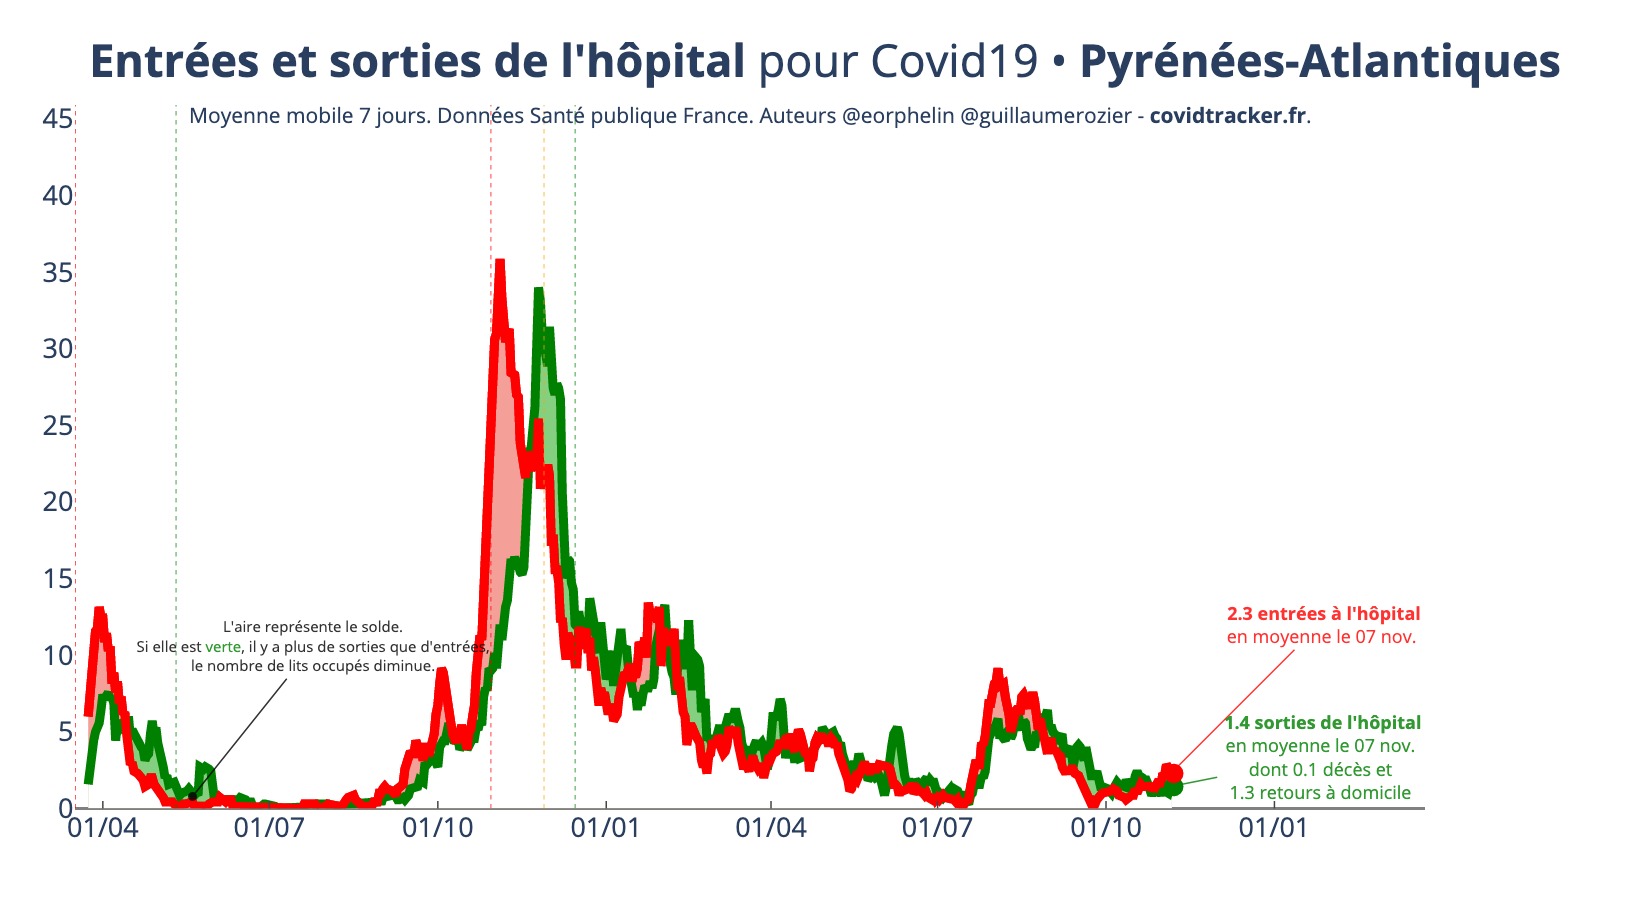 Entrées et sorties de l'hôpital pour Covid19 • Pyrénées-Atlantiques
Moyenne mobile 7 jours. Données Santé publique France. Auteurs @eorphelin @guillaumerozier - covidtracker.fr.
45
40
35
30
25
20
15
10
5
0
L'aire représente le solde.
Si elle est verte, il y a plus de sorties que d'entrées,
le nombre de lits occupés diminue.
2.3 entrées à l'hôpital
en moyenne le 07 nov.
1.4 sorties de l'hôpital
en moyenne le 07 nov.
dont 0.1 décès et
1.3 retours à domicile
01/04 01/07 01/10 01/01 01/04 01/07 01/10 01/01